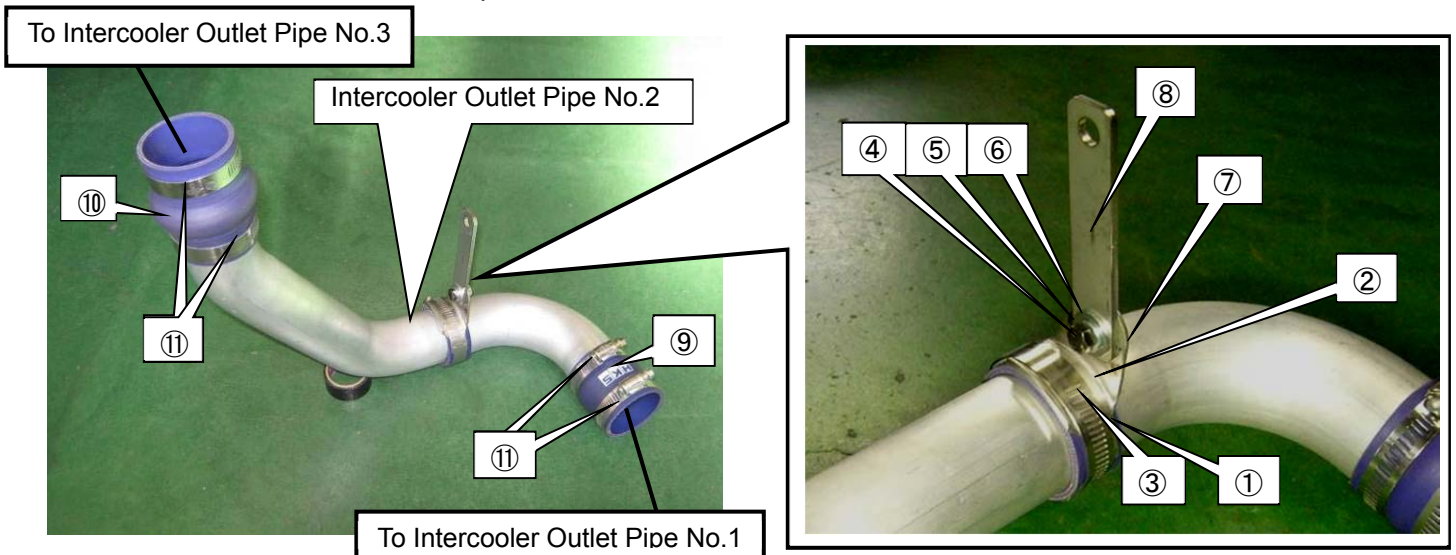 To Intercooler Outlet Pipe No.3
Intercooler Outlet Pipe No.2
⑧
④ ⑤ ⑥
⑦
⑩
②
⑪
⑨
HKS
⑪
③ ①
To Intercooler Outlet Pipe No.1